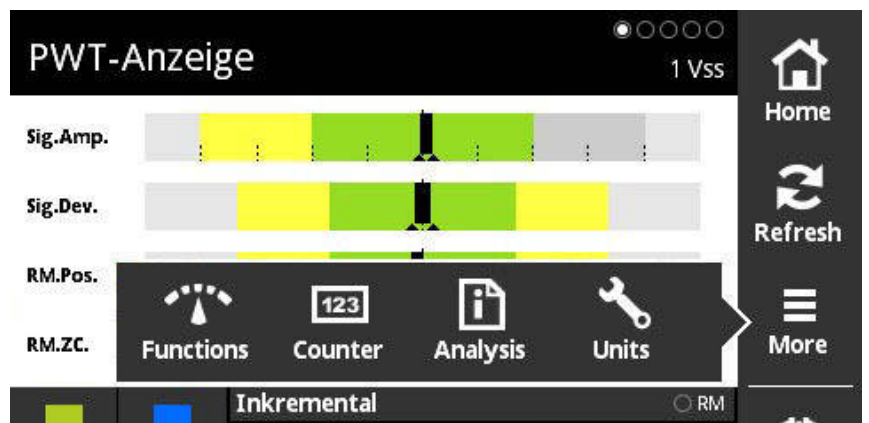 PWT-Anzeige
1 Vss
Home
Sig.Amp.
Sig.Dev.
Refresh
RM.Pos.
123
Functions Counter Analysis Units
More
RM.ZC.
Inkremental
RM